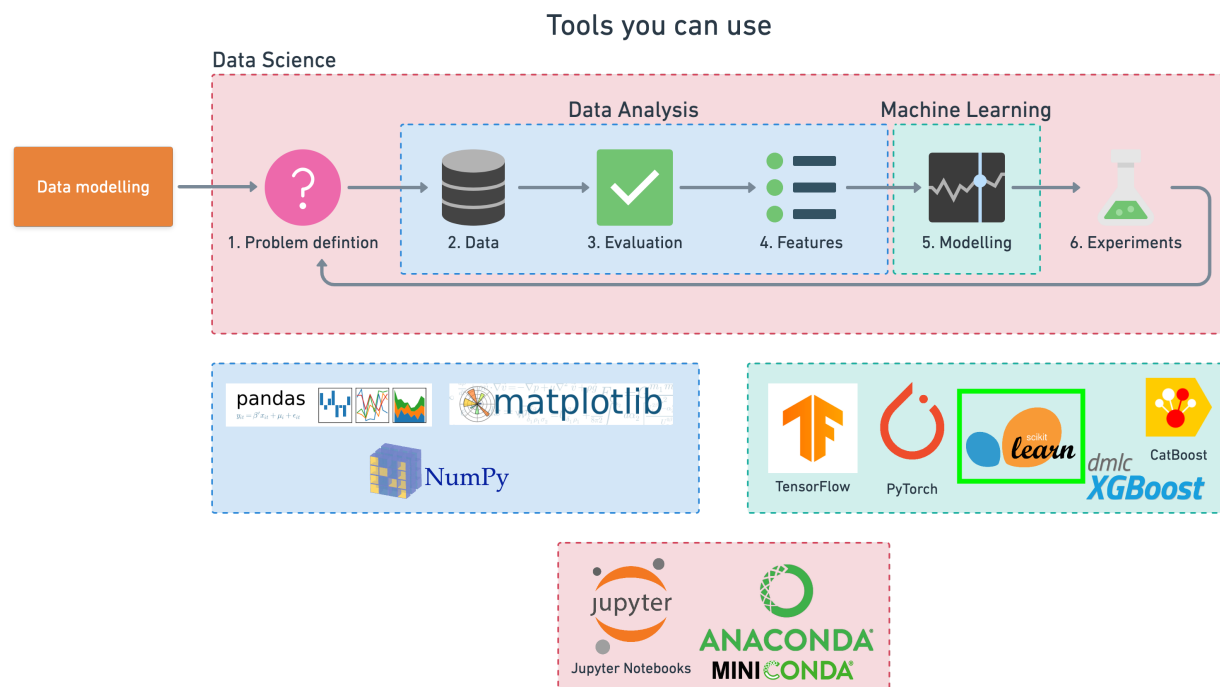 Tools you can use
Data Science
Data Analysis
Machine Learning
Data modelling
?
1. Problem defintion
2. Data
3. Evaluation
4. Features
5. Modelling
6. Experiments
pandas
matplotlib
NumPy
TensorFlow
PyTorch
scikit
learn
CatBoost
dmlc
XGBoost
jupyter
Jupyter Notebooks
ANACONDA®
MINICONDA®